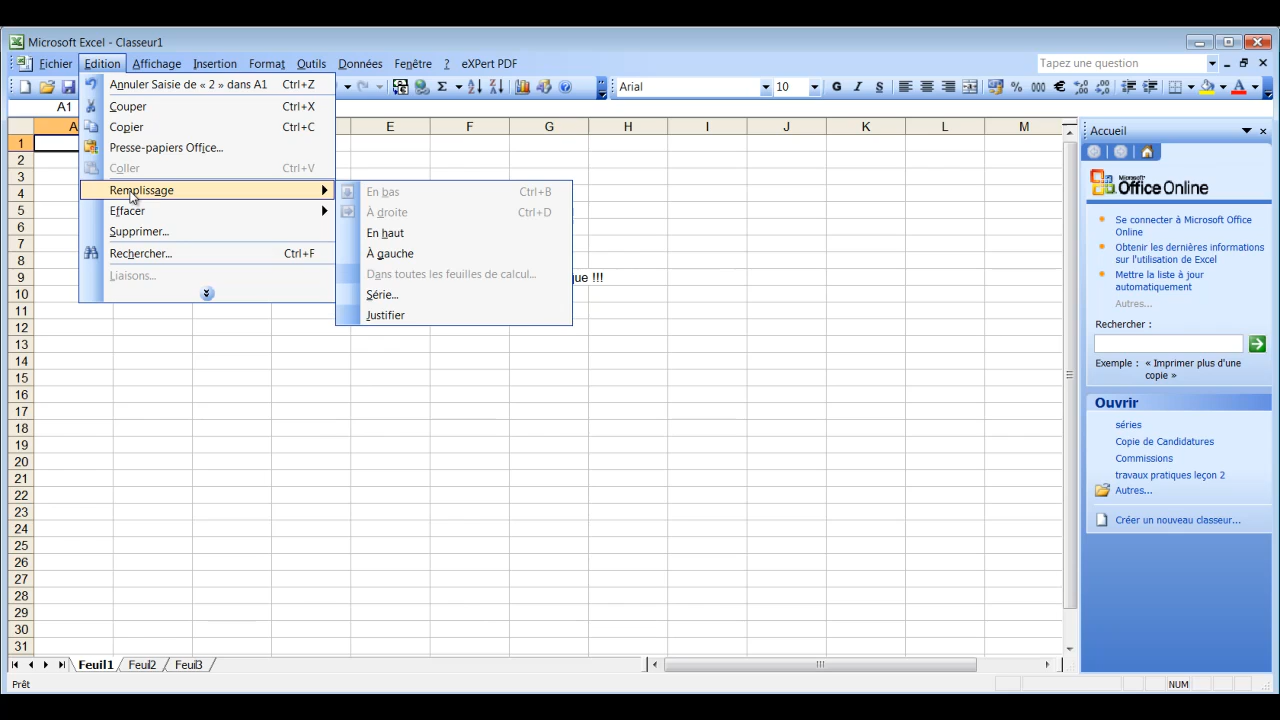 Microsoft Excel - Classeur1
Fichier Edition Affichage Insertion Format Outils Données Fenêtre ? eXPert PDF Tapez une question
Σ Arial 10 G I S % € A
A1
A E F G H I J K L M
Annuler Saisie de « 2 » dans A1 Ctrl+Z
Couper Ctrl+X
Copier Ctrl+C
Presse-papiers Office...
Coller Ctrl+V
Remplissage
Effacer
Supprimer...
Rechercher... Ctrl+F
Liaisons...
En bas Ctrl+B
À droite Ctrl+D
En haut
À gauche
Dans toutes les feuilles de calcul...
Série...
Justifier
que !!!
1
2
3
4
5
6
7
8
9
10
11
12
13
14
15
16
17
18
19
20
21
22
23
24
25
26
27
28
29
30
31
Accueil
Microsoft
Office Online
Se connecter à Microsoft Office
Online
Obtenir les dernières informations
sur l'utilisation de Excel
Mettre la liste à jour
automatiquement
Autres...
Rechercher :
Exemple : « Imprimer plus d'une
copie »
Ouvrir
séries
Copie de Candidatures
Commissions
travaux pratiques leçon 2
Autres...
Créer un nouveau classeur...
Feuil1 Feuil2 Feuil3
Prêt NUM